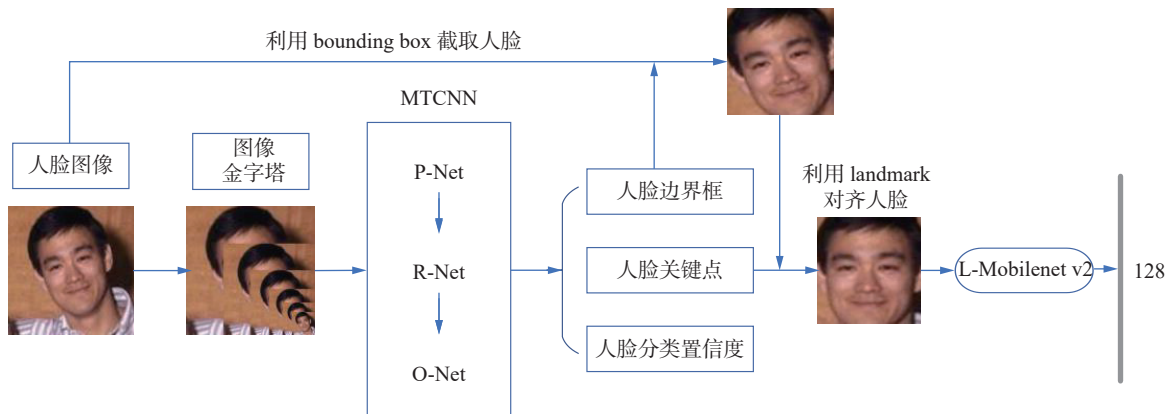 利用 bounding box 截取人脸
MTCNN
人脸图像
图像
金字塔
P-Net
R-Net
O-Net
人脸边界框
人脸关键点
人脸分类置信度
利用 landmark
对齐人脸
L-Mobilenet v2
128